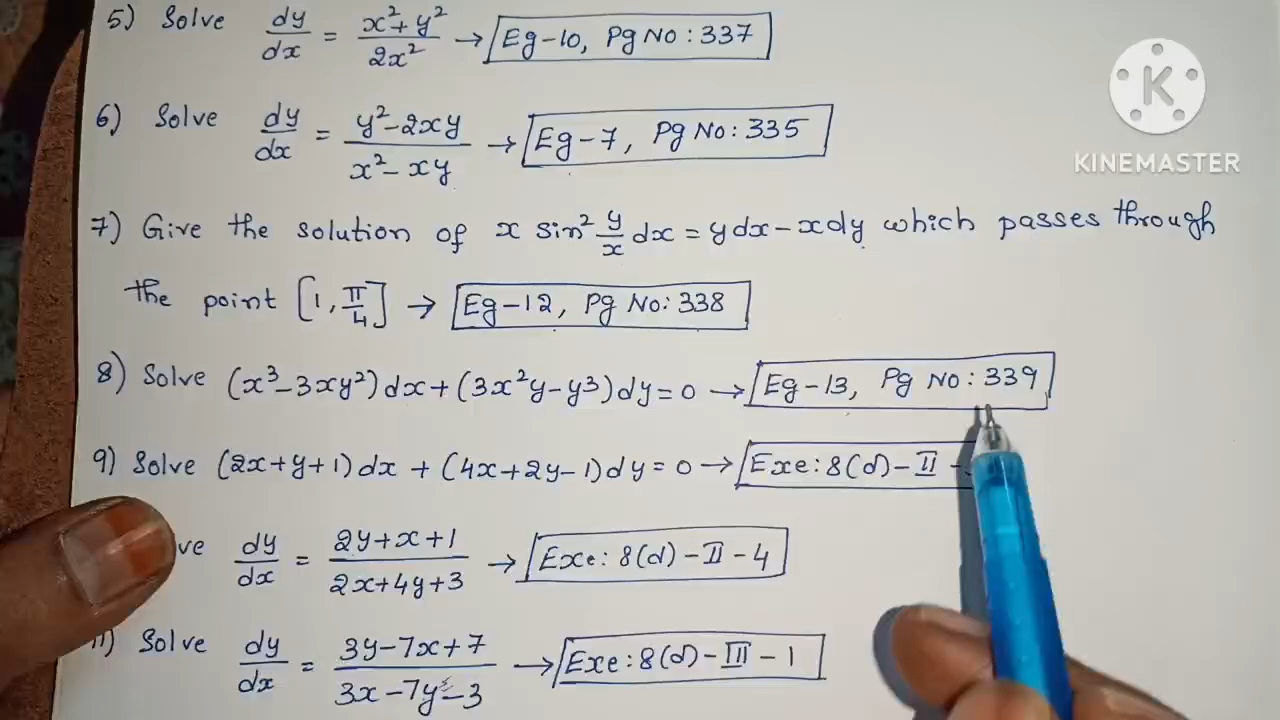 5) Solve dy/dx = x²+y²/2x² → Eg-10, Pg No: 337
KINEMASTER
6) Solve dy/dx = y²-2xy/x²-xy → Eg-7, Pg No: 335
7) Give the solution of x sin² y/x dx = ydx-xdy which passes through
the point [1, π/4] → Eg-12, Pg No: 338
8) Solve (x³-3xy²)dx+(3x²y-y³)dy=0 → Eg-13, Pg No: 339
9) Solve (2x+y+1)dx + (4x+2y-1)dy=0 → Exe: 8(d)-II-
ve dy/dx = 2y+x+1/2x+4y+3 → Exe: 8(d)-II-4
11) Solve dy/dx = 3y-7x+7/3x-7y-3 → Exe: 8(d)-III-1